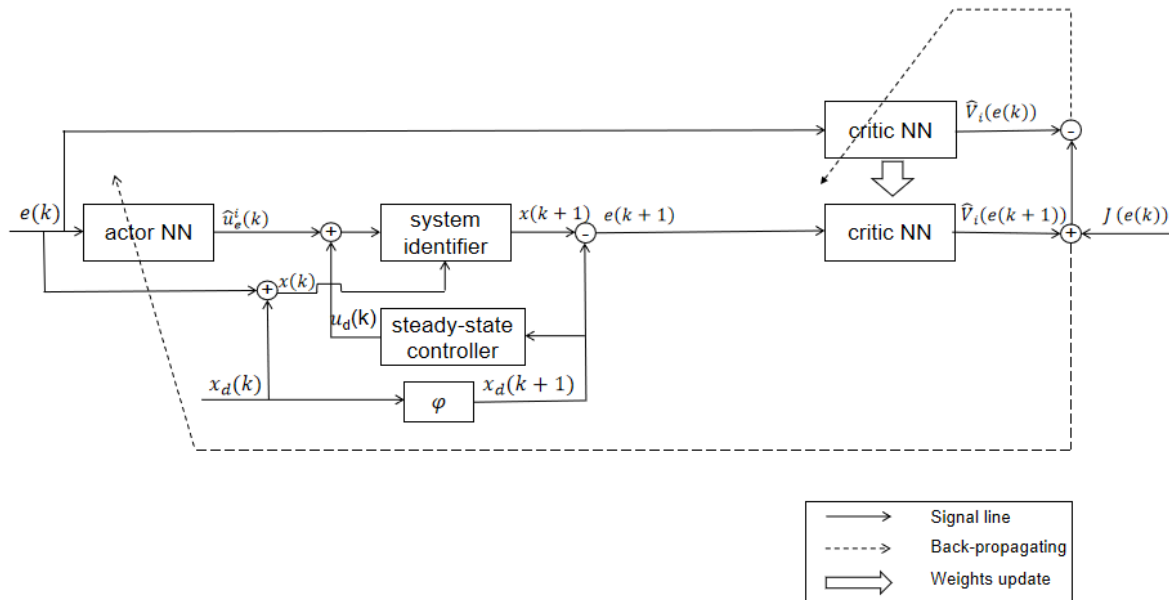 V̂ᵢ(e(k))
critic NN
-
e(k)
actor NN
ûₑⁱ(k)
+
system
identifier
x(k + 1)
-
e(k + 1)
critic NN
V̂ᵢ(e(k + 1))
+
J(e(k))
+
x(k)
u_d(k)
steady-state
controller
x_d(k)
φ
x_d(k + 1)
Signal line
Back-propagating
Weights update